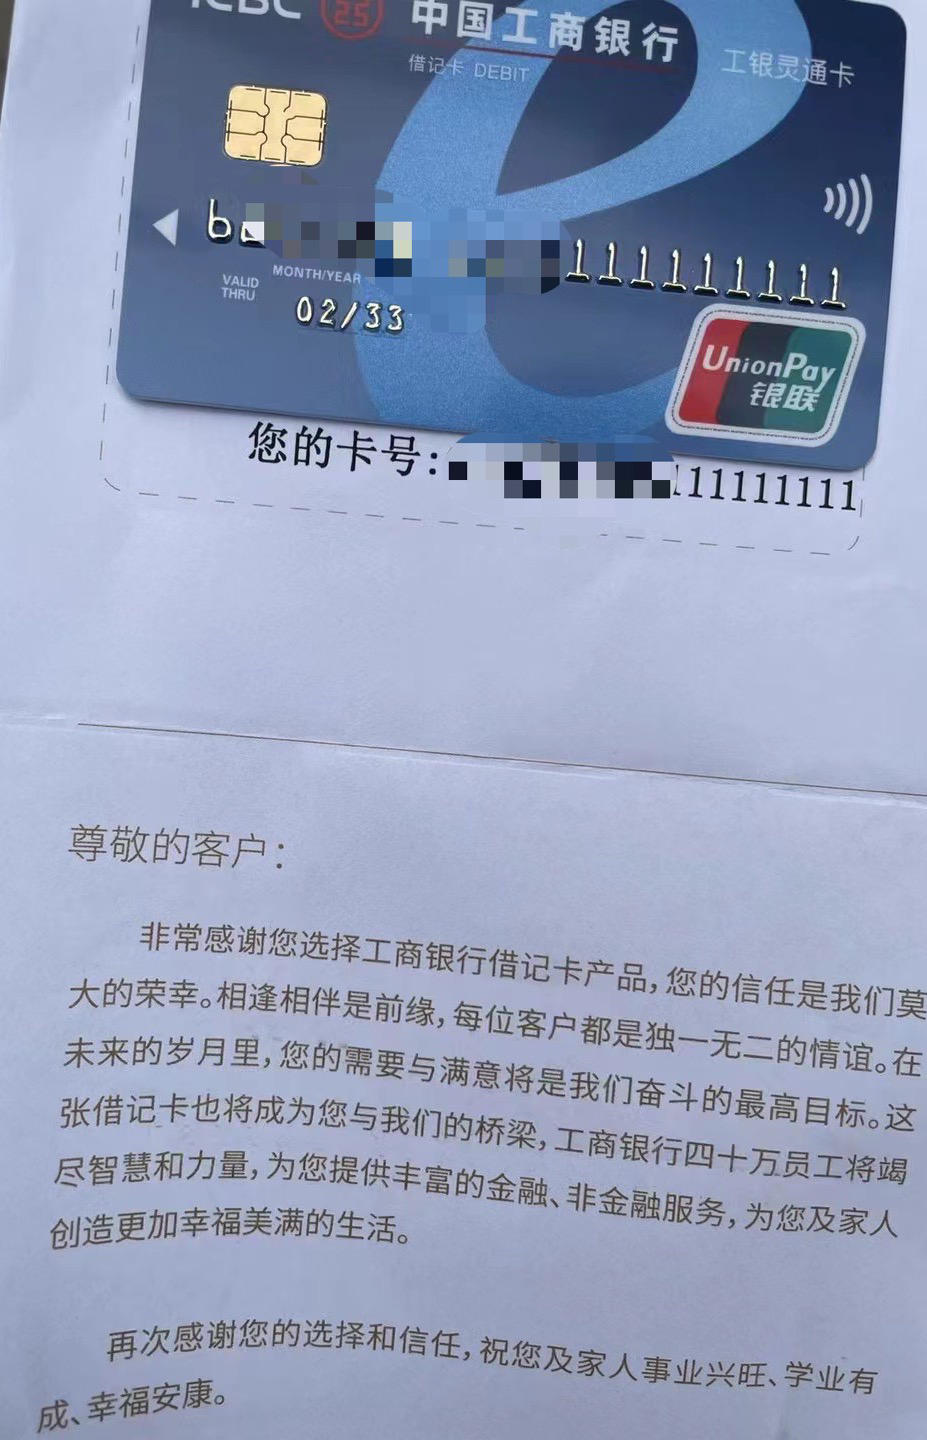 ICBC 中国工商银行
借记卡 DEBIT
工银灵通卡
111111111
MONTH/YEAR
VALID
THRU
02/33
UnionPay
银联
您的卡号:
111111111
尊敬的客户：
非常感谢您选择工商银行借记卡产品，您的信任是我们莫
大的荣幸。相逢相伴是前缘，每位客户都是独一无二的情谊。在
未来的岁月里，您的需要与满意将是我们奋斗的最高目标。这
张借记卡也将成为您与我们的桥梁，工商银行四十万员工将竭
尽智慧和力量，为您提供丰富的金融、非金融服务，为您及家人
创造更加幸福美满的生活。
再次感谢您的选择和信任，祝您及家人事业兴旺、学业有
成、幸福安康。